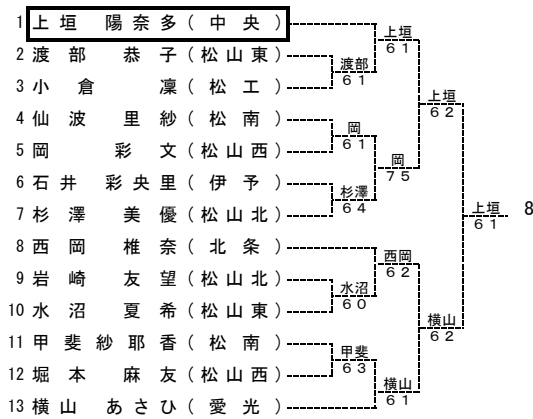 1 上垣 陽奈多(中央)
2 渡部 恭子(松山東)
3 小倉 凜(松工)
4 仙波 里紗(松南)
5 岡 彩文(松山西)
6 石井 彩央里(伊予)
7 杉澤 美優(松山北)
8 西岡 椎奈(北条)
9 岩崎 友望(松山北)
10 水沼 夏希(松山東)
11 甲斐 紗耶香(松南)
12 堀本 麻友(松山西)
13 横山 あさひ(愛光)
渡部
61
岡
61
杉澤
64
水沼
60
甲斐
63
上垣
61
岡
75
西岡
62
横山
61
上垣
62
横山
62
上垣
61
8